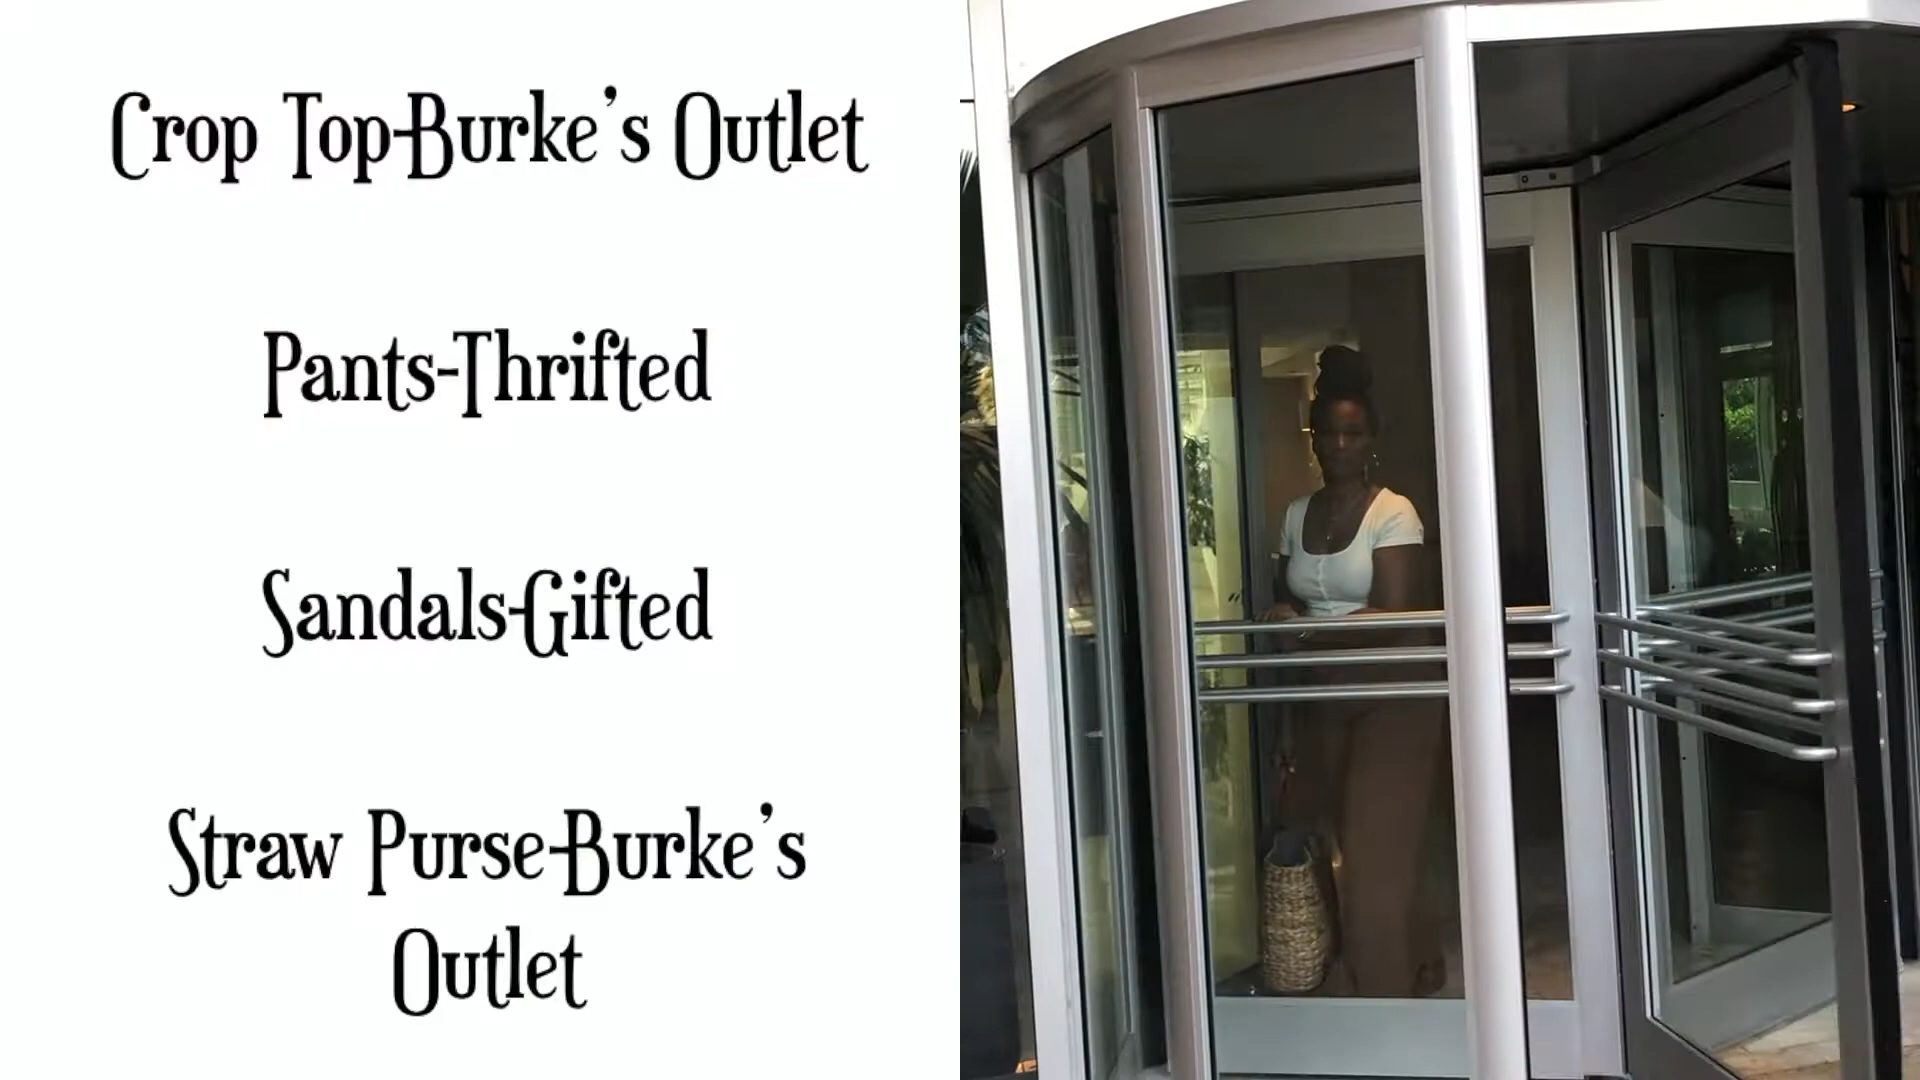 Crop Top-Burke's Outlet
Pants-Thrifted
Sandals-Gifted
Straw Purse-Burke's
Outlet